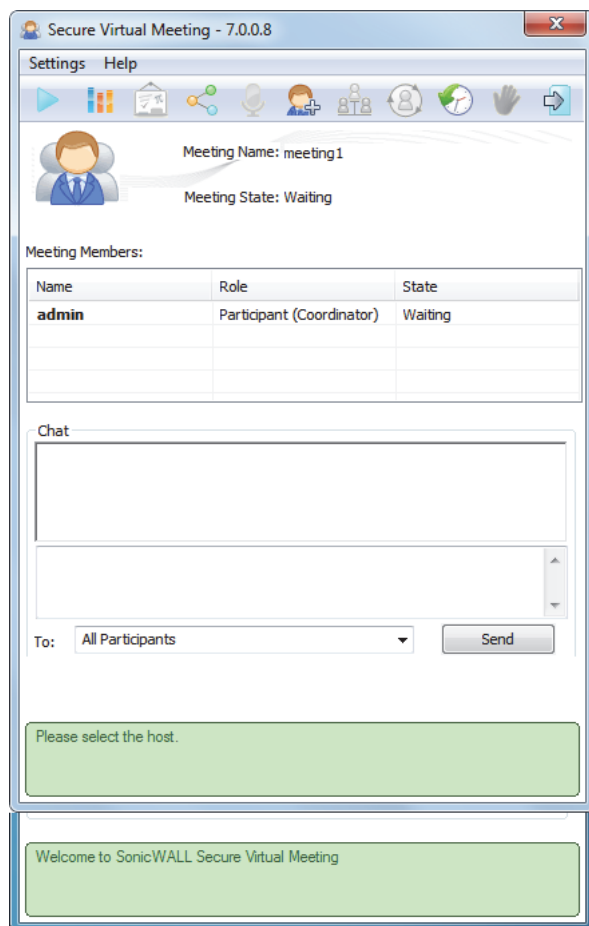 Secure Virtual Meeting - 7.0.0.8
Settings Help
Meeting Name: meeting1
Meeting State: Waiting
Meeting Members:
Name Role State
admin Participant (Coordinator) Waiting
Chat
To: All Participants Send
Please select the host.
Welcome to SonicWALL Secure Virtual Meeting